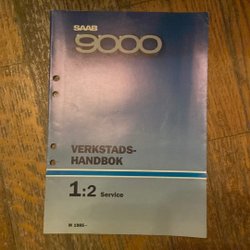 SAAB
9000
VERKSTADS-
HANDBOK
1:2 Service
M 1985-